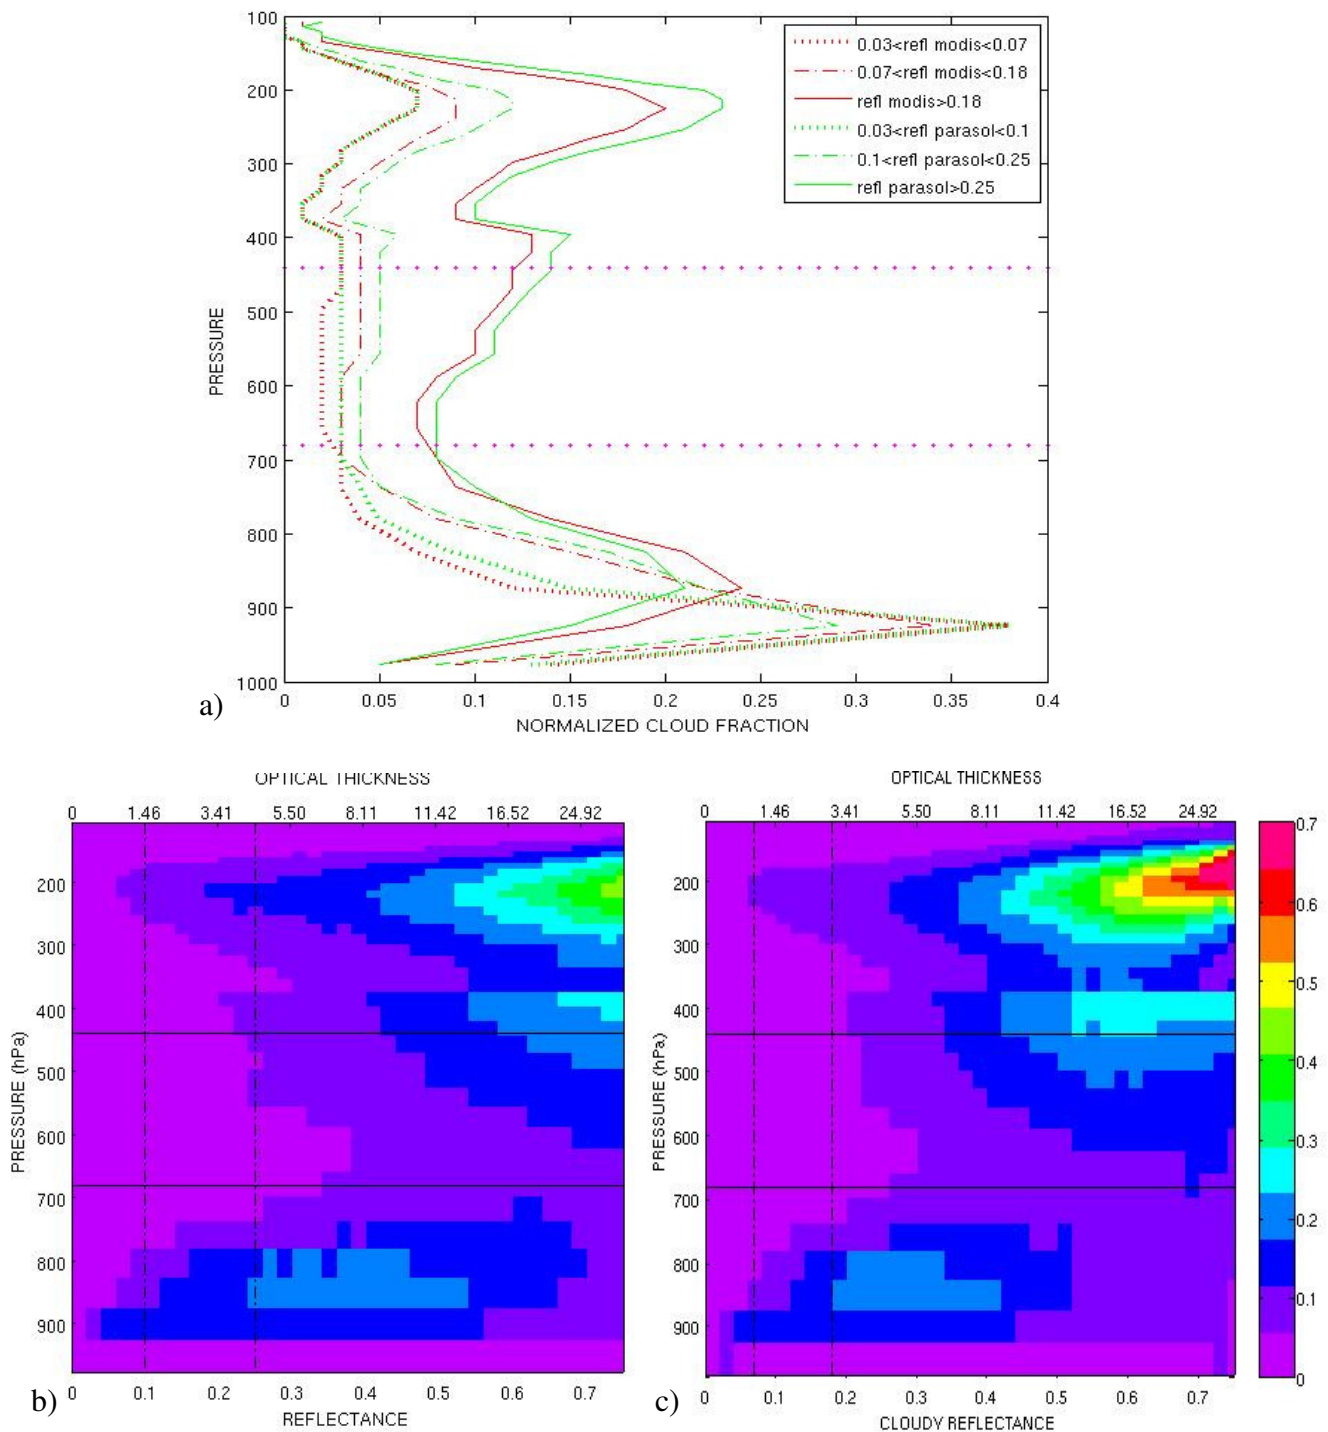 100
200
300
400
500
600
700
800
900
1000
PRESSURE
0.03<refl modis<0.07
0.07<refl modis<0.18
refl modis>0.18
0.03<refl parasol<0.1
0.1<refl parasol<0.25
refl parasol>0.25
0 0.05 0.1 0.15 0.2 0.25 0.3 0.35 0.4
a) NORMALIZED CLOUD FRACTION
OPTICAL THICKNESS
0 1.46 3.41 5.50 8.11 11.42 16.52 24.92
200
300
400
500
600
700
800
900
PRESSURE (hPa)
0 0.1 0.2 0.3 0.4 0.5 0.6 0.7
b) REFLECTANCE
OPTICAL THICKNESS
0 1.46 3.41 5.50 8.11 11.42 16.52 24.92
200
300
400
500
600
700
800
900
PRESSURE (hPa)
0 0.1 0.2 0.3 0.4 0.5 0.6 0.7
c) CLOUDY REFLECTANCE
0.7
0.6
0.5
0.4
0.3
0.2
0.1
0